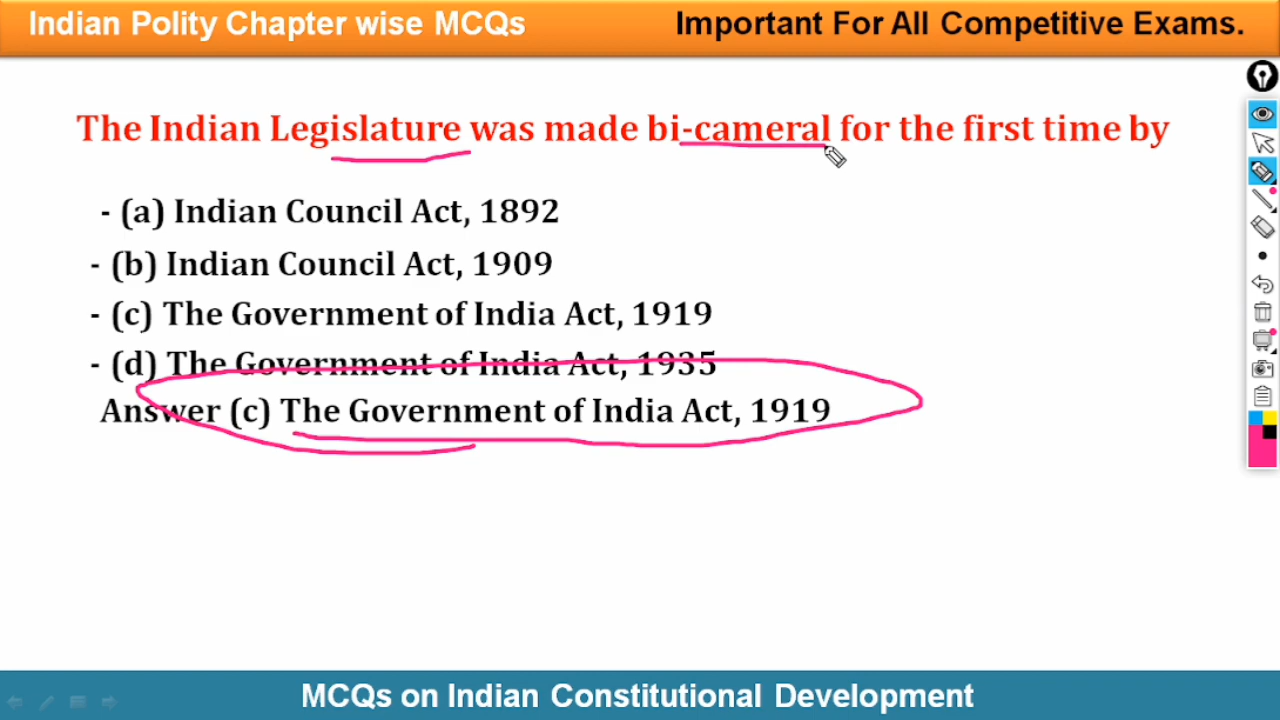 Indian Polity Chapter wise MCQs
Important For All Competitive Exams.
The Indian Legislature was made bi-cameral for the first time by
- (a) Indian Council Act, 1892
- (b) Indian Council Act, 1909
- (c) The Government of India Act, 1919
- (d) The Government of India Act, 1935
Answer (c) The Government of India Act, 1919
MCQs on Indian Constitutional Development